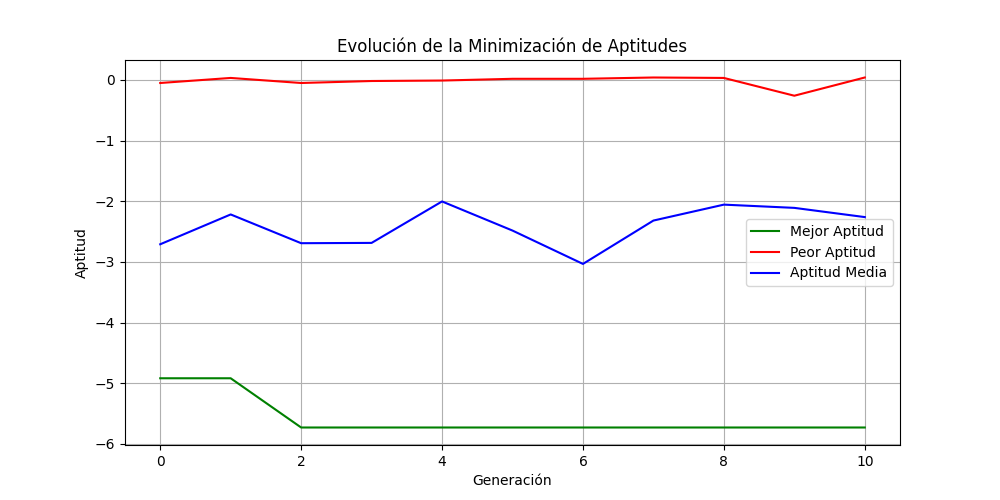 Evolución de la Minimización de Aptitudes
Aptitud
0
−1
−2
−3
−4
−5
−6
Mejor Aptitud
Peor Aptitud
Aptitud Media
0 2 4 6 8 10
Generación